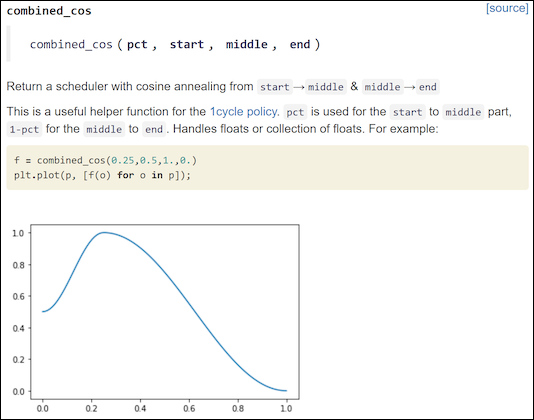 combined_cos [source]
combined_cos ( pct , start , middle , end )
Return a scheduler with cosine annealing from start → middle & middle → end
This is a useful helper function for the 1cycle policy. pct is used for the start to middle part,
1-pct for the middle to end . Handles floats or collection of floats. For example:
f = combined_cos(0.25,0.5,1.,0.)
plt.plot(p, [f(o) for o in p]);
1.0
0.8
0.6
0.4
0.2
0.0
0.0 0.2 0.4 0.6 0.8 1.0